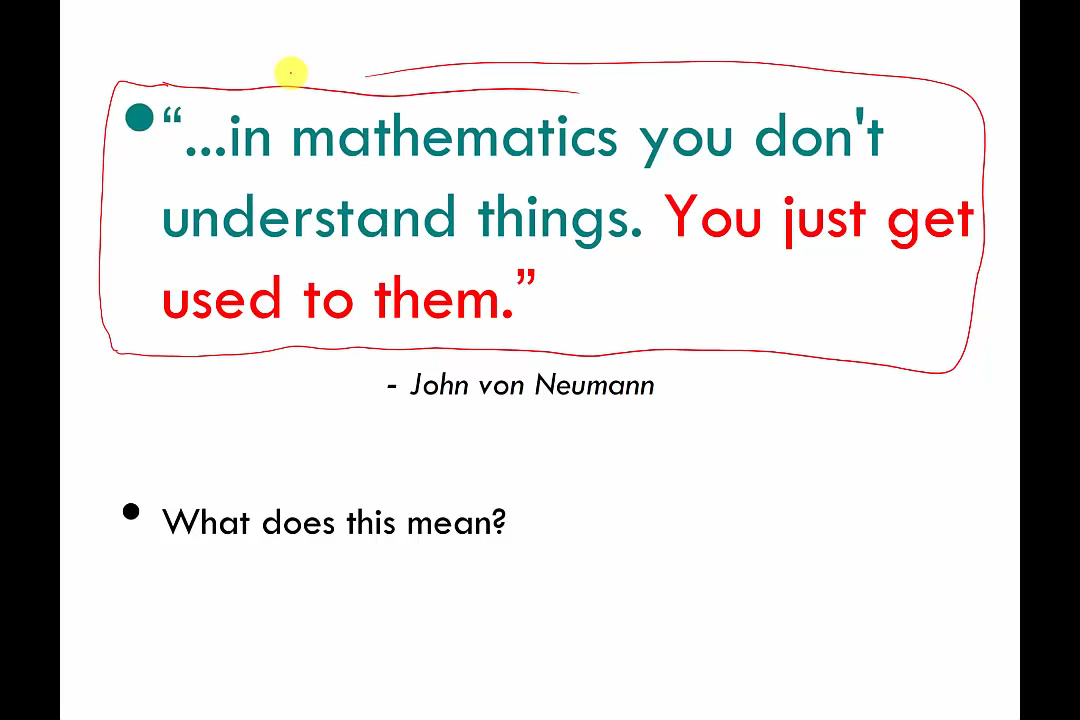 • “...in mathematics you don't
understand things. You just get
used to them.”
- John von Neumann
• What does this mean?